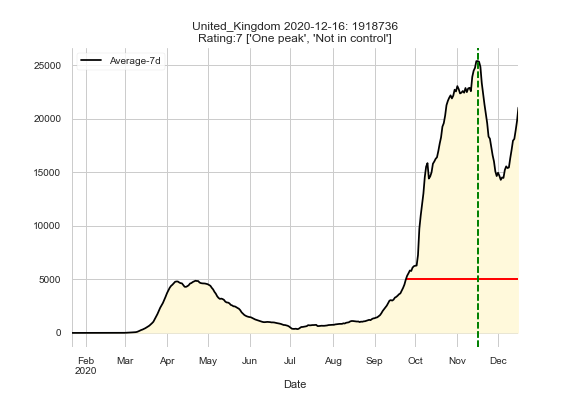 United_Kingdom 2020-12-16: 1918736
Rating:7 ['One peak', 'Not in control']
Average-7d
25000
20000
15000
10000
5000
0
Feb Mar Apr May Jun Jul Aug Sep Oct Nov Dec
2020
Date